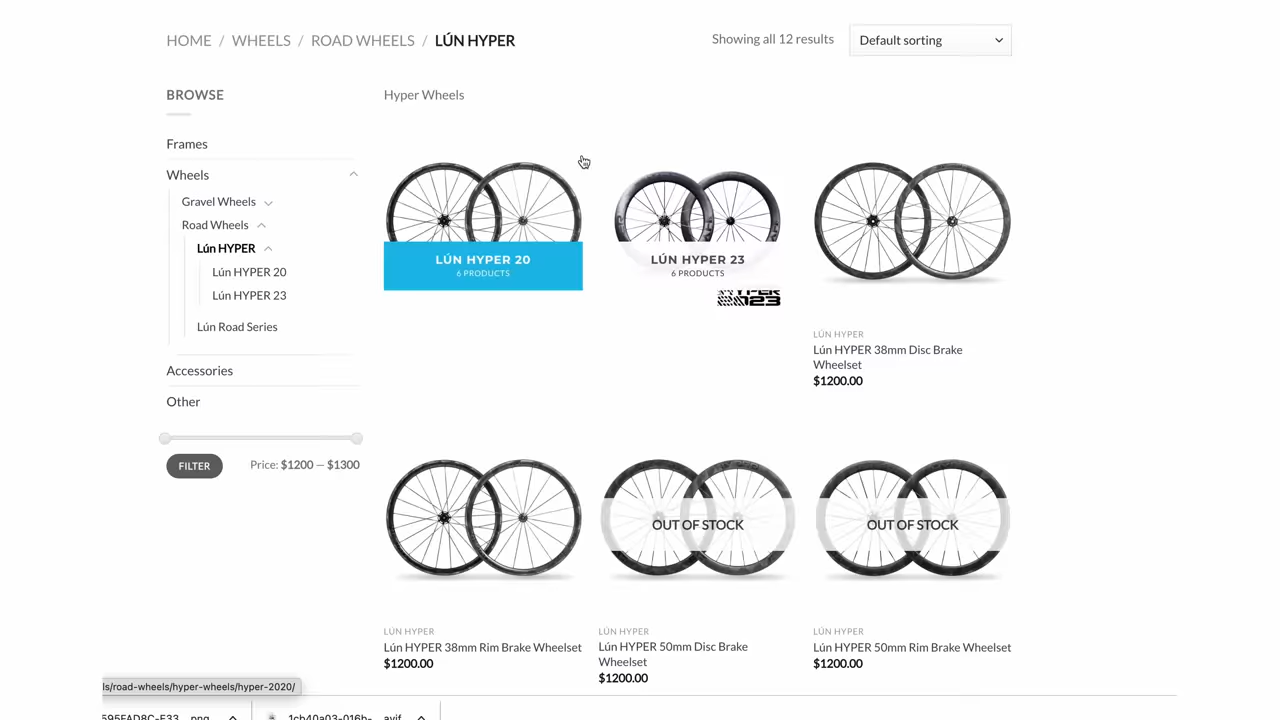 HOME / WHEELS / ROAD WHEELS / LÚN HYPER
Showing all 12 results
Default sorting
BROWSE
Frames
Wheels
Gravel Wheels
Road Wheels
Lún HYPER
Lún HYPER 20
Lún HYPER 23
Lún Road Series
Accessories
Other
FILTER
Price: $1200 — $1300
Hyper Wheels
LÚN HYPER 20
6 PRODUCTS
LÚN HYPER 23
6 PRODUCTS
LÚN HYPER
Lún HYPER 38mm Disc Brake
Wheelset
$1200.00
LÚN HYPER
Lún HYPER 38mm Rim Brake Wheelset
$1200.00
OUT OF STOCK
LÚN HYPER
Lún HYPER 50mm Disc Brake
Wheelset
$1200.00
OUT OF STOCK
LÚN HYPER
Lún HYPER 50mm Rim Brake Wheelset
$1200.00
ls/road-wheels/hyper-wheels/hyper-2020/